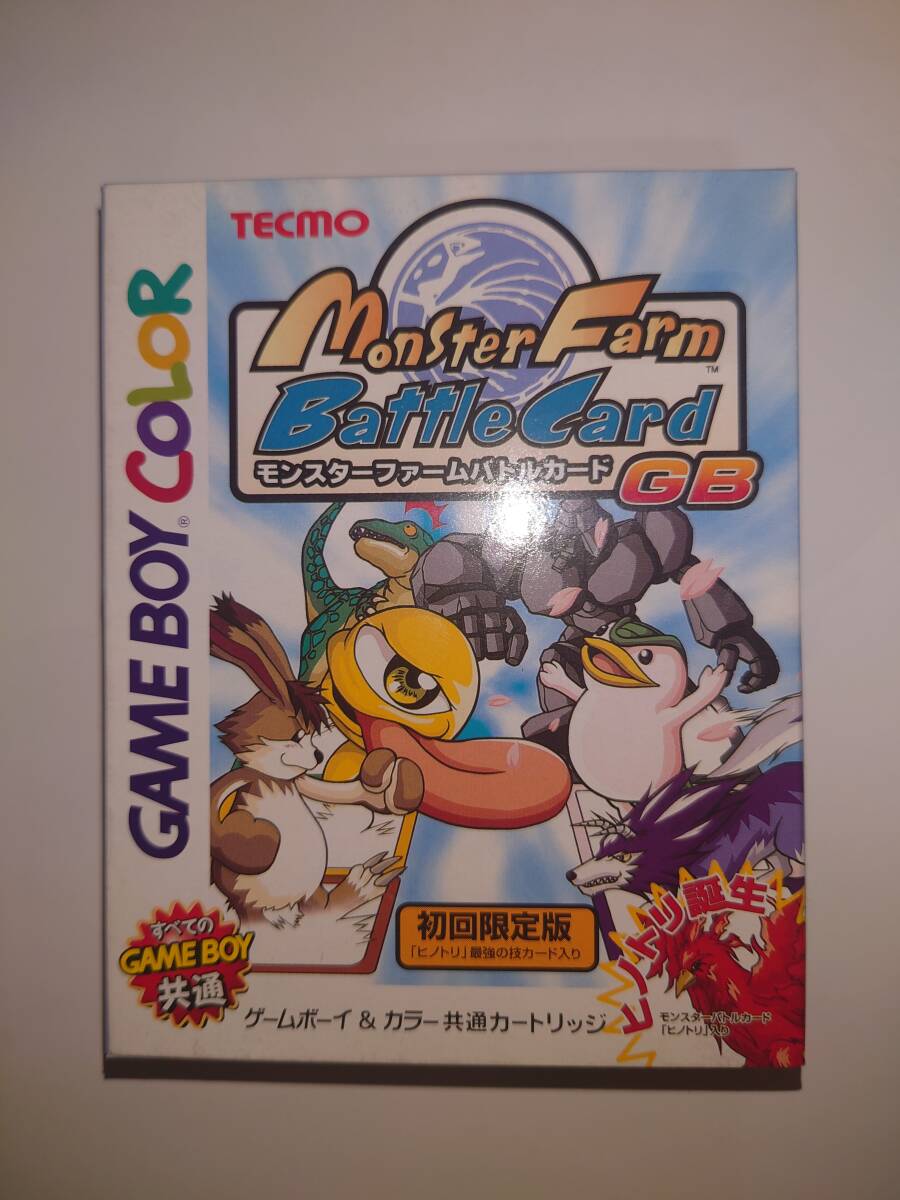 TECMO
Monster Farm™
Battle Card
モンスターファームバトルカード
GB
GAME BOY® COLOR
すべての
GAME BOY
共通
初回限定版
「ヒノトリ」最強の技カード入り
ゲームボーイ & カラー共通カートリッジ
ヒノトリ誕生
モンスターバトルカード
「ヒノトリ」入り